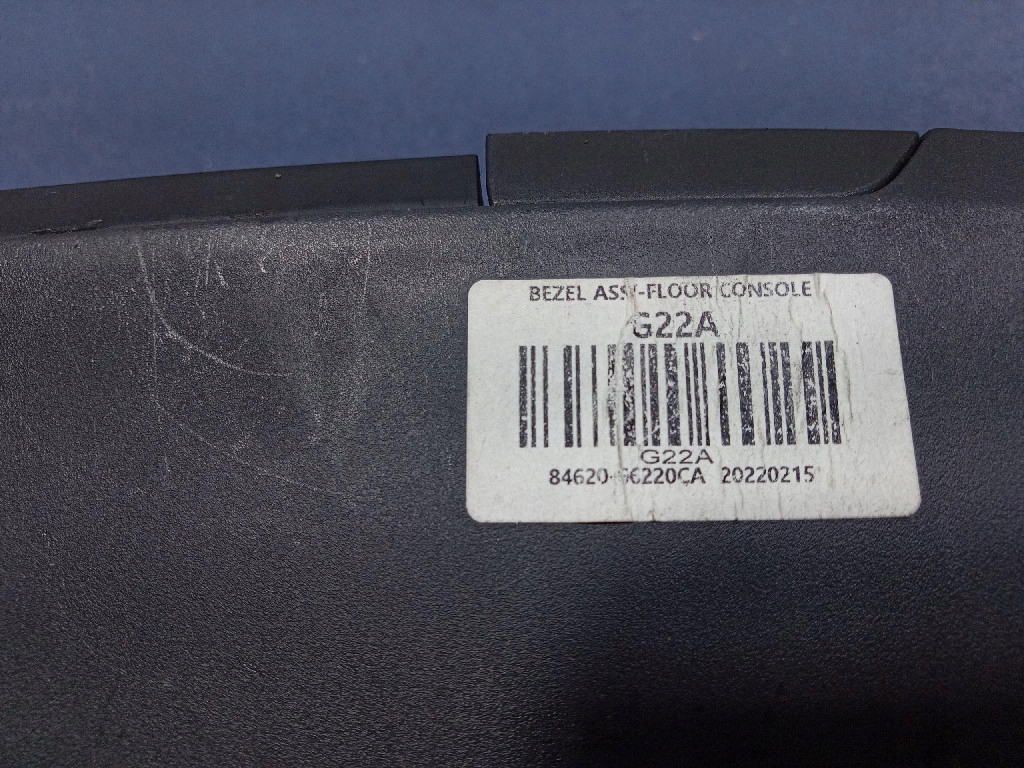 BEZEL ASSY-FLOOR CONSOLE
G22A
G22A
20220215